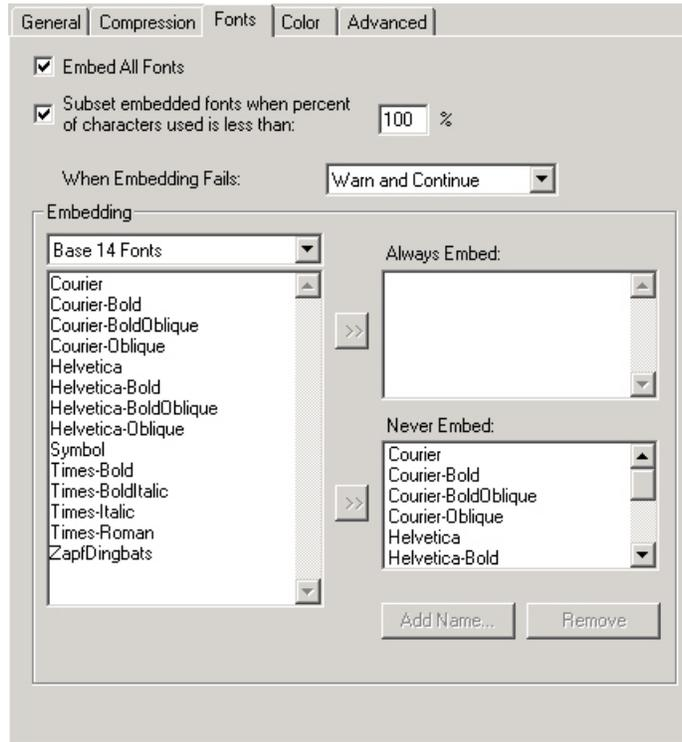 General Compression Fonts Color Advanced
Embed All Fonts
Subset embedded fonts when percent
of characters used is less than: 100 %
When Embedding Fails: Warn and Continue
Embedding
Base 14 Fonts
Courier
Courier-Bold
Courier-BoldOblique
Courier-Oblique
Helvetica
Helvetica-Bold
Helvetica-BoldOblique
Helvetica-Oblique
Symbol
Times-Bold
Times-BoldItalic
Times-Italic
Times-Roman
ZapfDingbats
>>
>>
Always Embed:
Never Embed:
Courier
Courier-Bold
Courier-BoldOblique
Courier-Oblique
Helvetica
Helvetica-Bold
Add Name... Remove